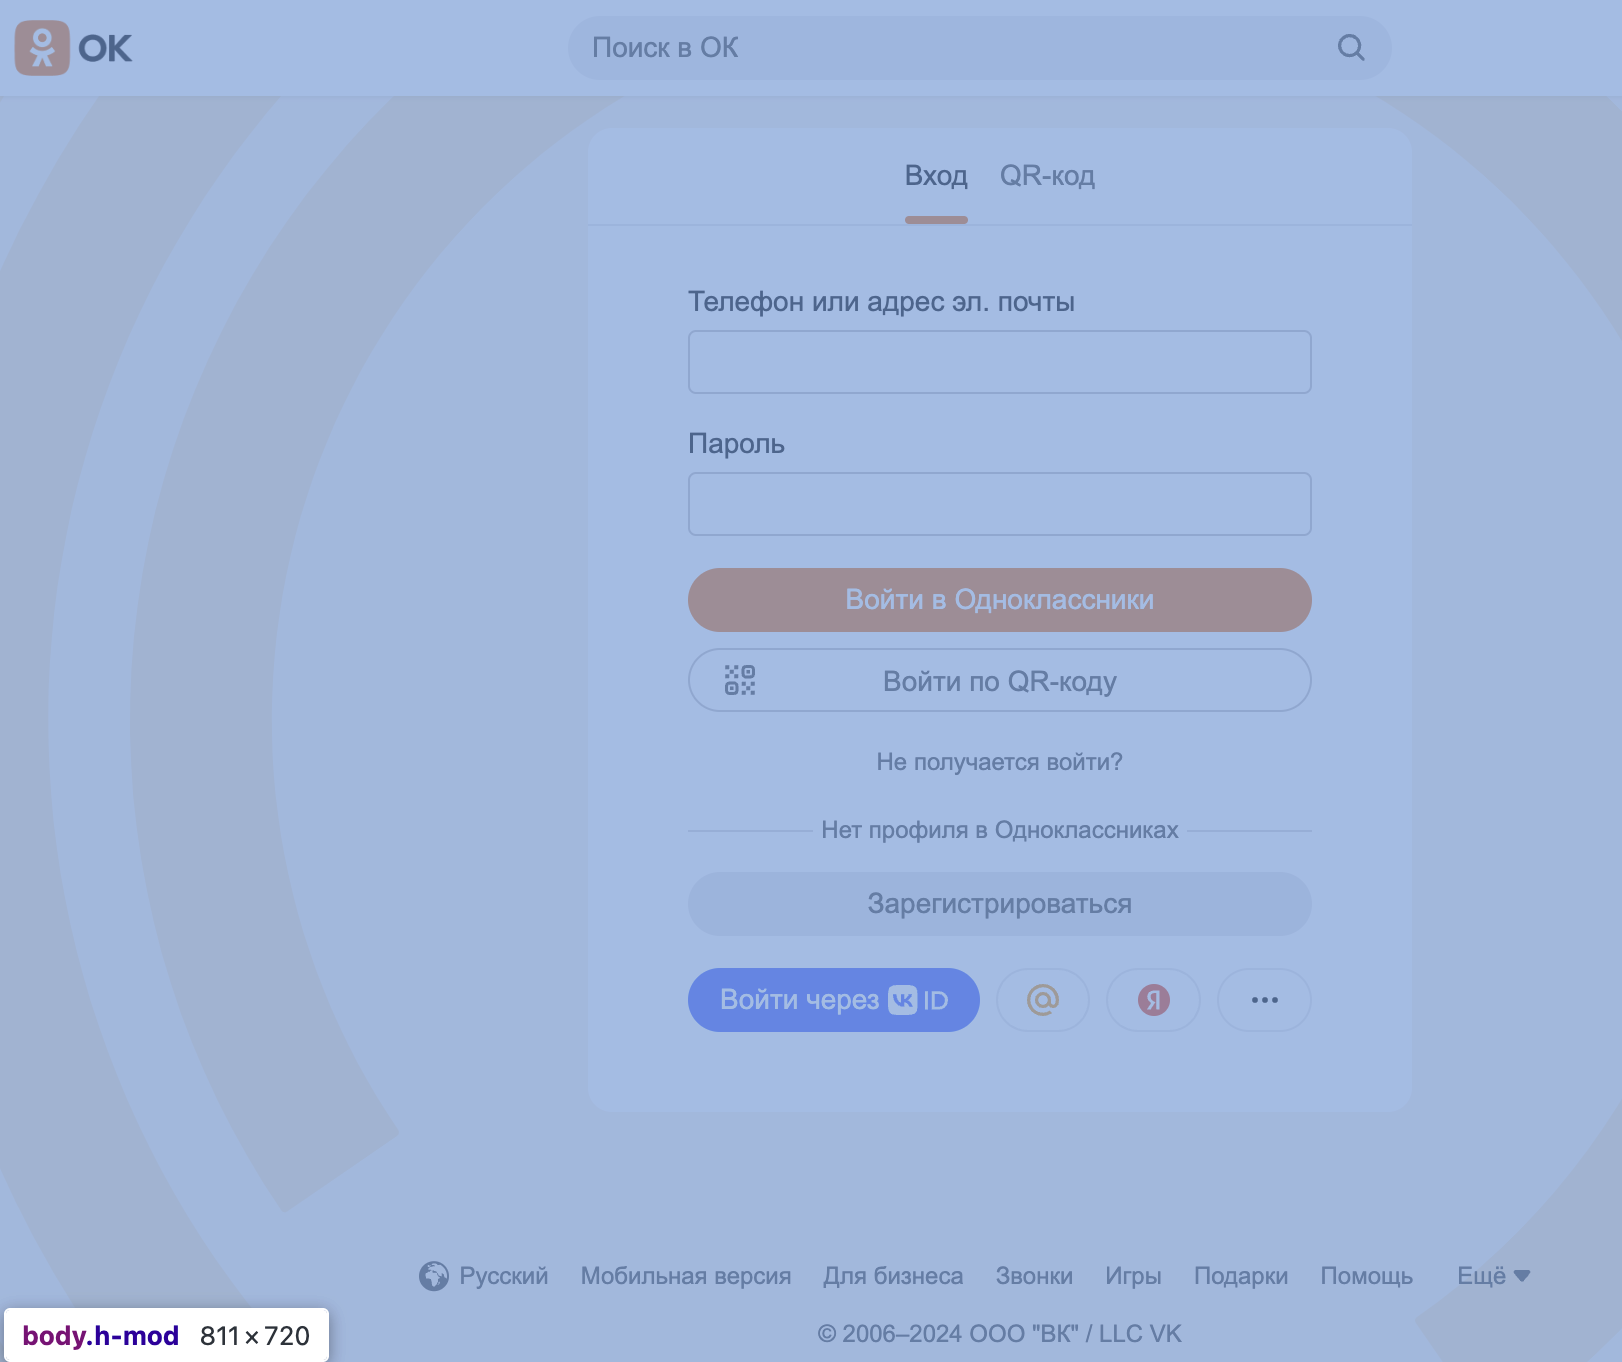 ОК
Поиск в ОК
Вход QR-код
Телефон или адрес эл. почты
Пароль
Войти в Одноклассники
Войти по QR-коду
Не получается войти?
Нет профиля в Одноклассниках
Зарегистрироваться
Войти через VK ID @ Я
Русский Мобильная версия Для бизнеса Звонки Игры Подарки Помощь Ещё
© 2006–2024 ООО "ВК" / LLC VK
body.h-mod 811×720